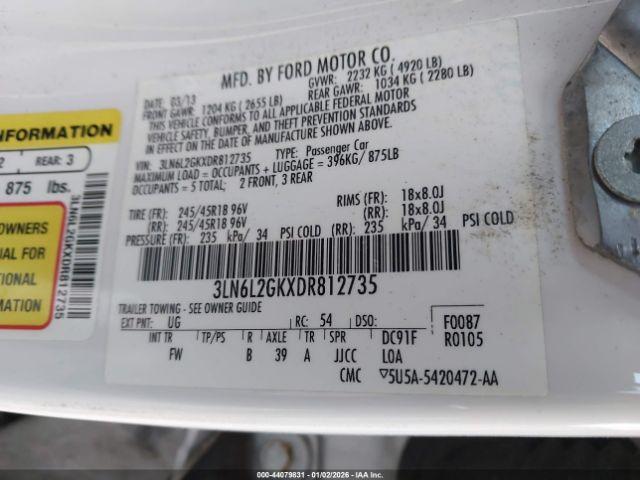 MFD. BY FORD MOTOR CO.
DATE: 03/13 GVWR: 2232 KG ( 4920 LB)
FRONT GAWR: 1204 KG ( 2655 LB) REAR GAWR: 1034 KG ( 2280 LB)
THIS VEHICLE CONFORMS TO ALL APPLICABLE FEDERAL MOTOR
VEHICLE SAFETY, BUMPER, AND THEFT PREVENTION STANDARDS
IN EFFECT ON THE DATE OF MANUFACTURE SHOWN ABOVE.
VIN: 3LN6L2GKXDR812735 TYPE: Passenger Car
MAXIMUM LOAD = OCCUPANTS + LUGGAGE = 396KG/ 875LB
OCCUPANTS = 5 TOTAL; 2 FRONT, 3 REAR
TIRE (FR): 245/45R18 96V RIMS (FR): 18x8.0J
(RR): 245/45R18 96V (RR): 18x8.0J
PRESSURE (FR): 235 kPa/ 34 PSI COLD (RR): 235 kPa/ 34 PSI COLD
3LN6L2GKXDR812735
TRAILER TOWING - SEE OWNER GUIDE
EXT PNT: UG RC: 54 DSO: F0087
INT TR TP/PS R AXLE TR SPR DC91F R0105
FW B 39 A JJCC LOA
CMC 5U5A-5420472-AA
INFORMATION
2 REAR: 3
875 lbs.
OWNERS
UAL FOR
TIONAL
RMATION
3LN6L2GKXDR812735
000-44079831 - 01/02/2026 - IAA Inc.